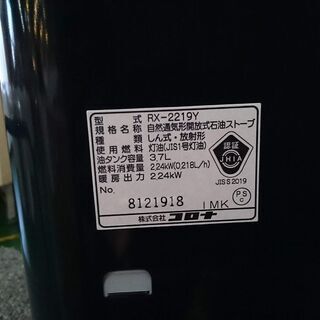 型式 RX-2219Y
規格 自然通気形開放式石油ストーブ
種類 しん式・放射形
使用燃料 灯油(JIS1号灯油)
油タンク容量 3.7L
燃料消費量 2.24kW(0.218L/h)
暖房出力 2.24kW
No. 8121918 IMK
株式会社コロナ
認証
JHIA
JIS S 2019
PS
C